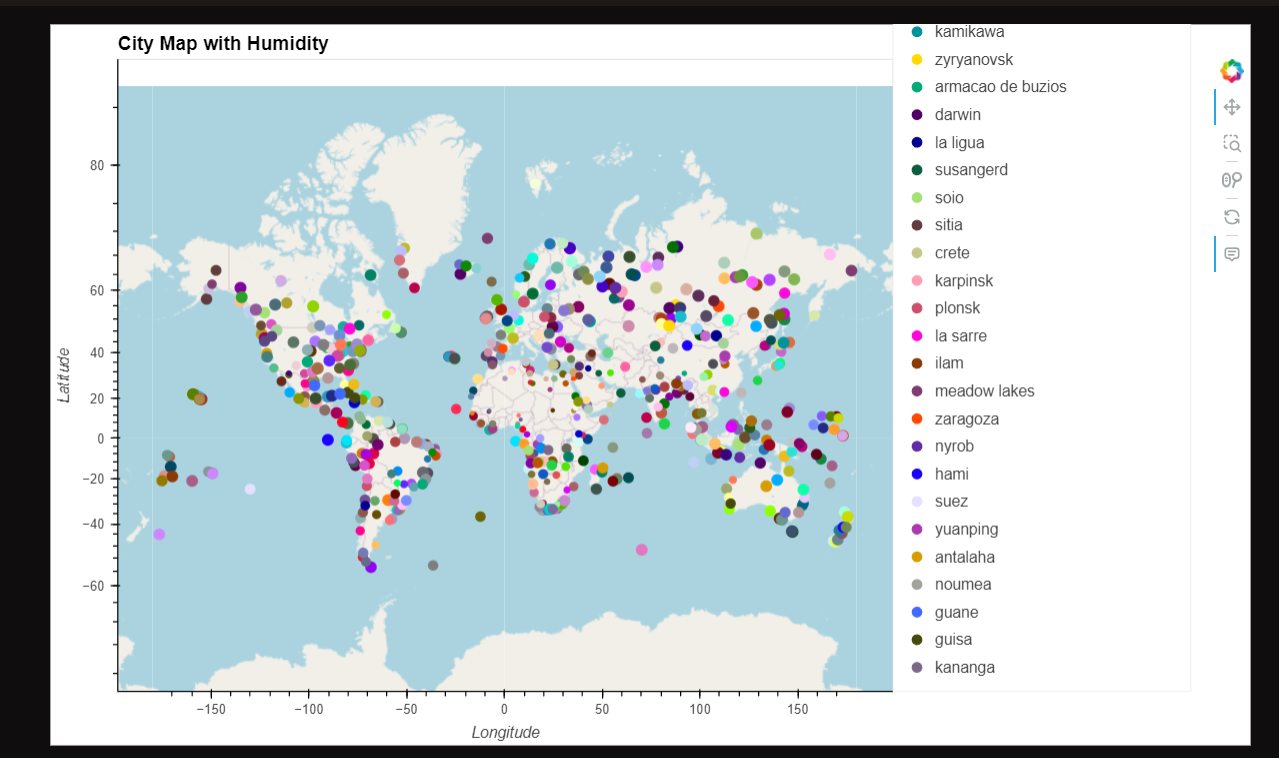 City Map with Humidity
80
60
40
20
0
−20
−40
−60
Latitude
−150
−100
−50
0
50
100
150
Longitude
kamikawa
zyryanovsk
armacao de buzios
darwin
la ligua
susangerd
soio
sitia
crete
karpinsk
plonsk
la sarre
ilam
meadow lakes
zaragoza
nyrob
hami
suez
yuanping
antalaha
noumea
guane
guisa
kananga